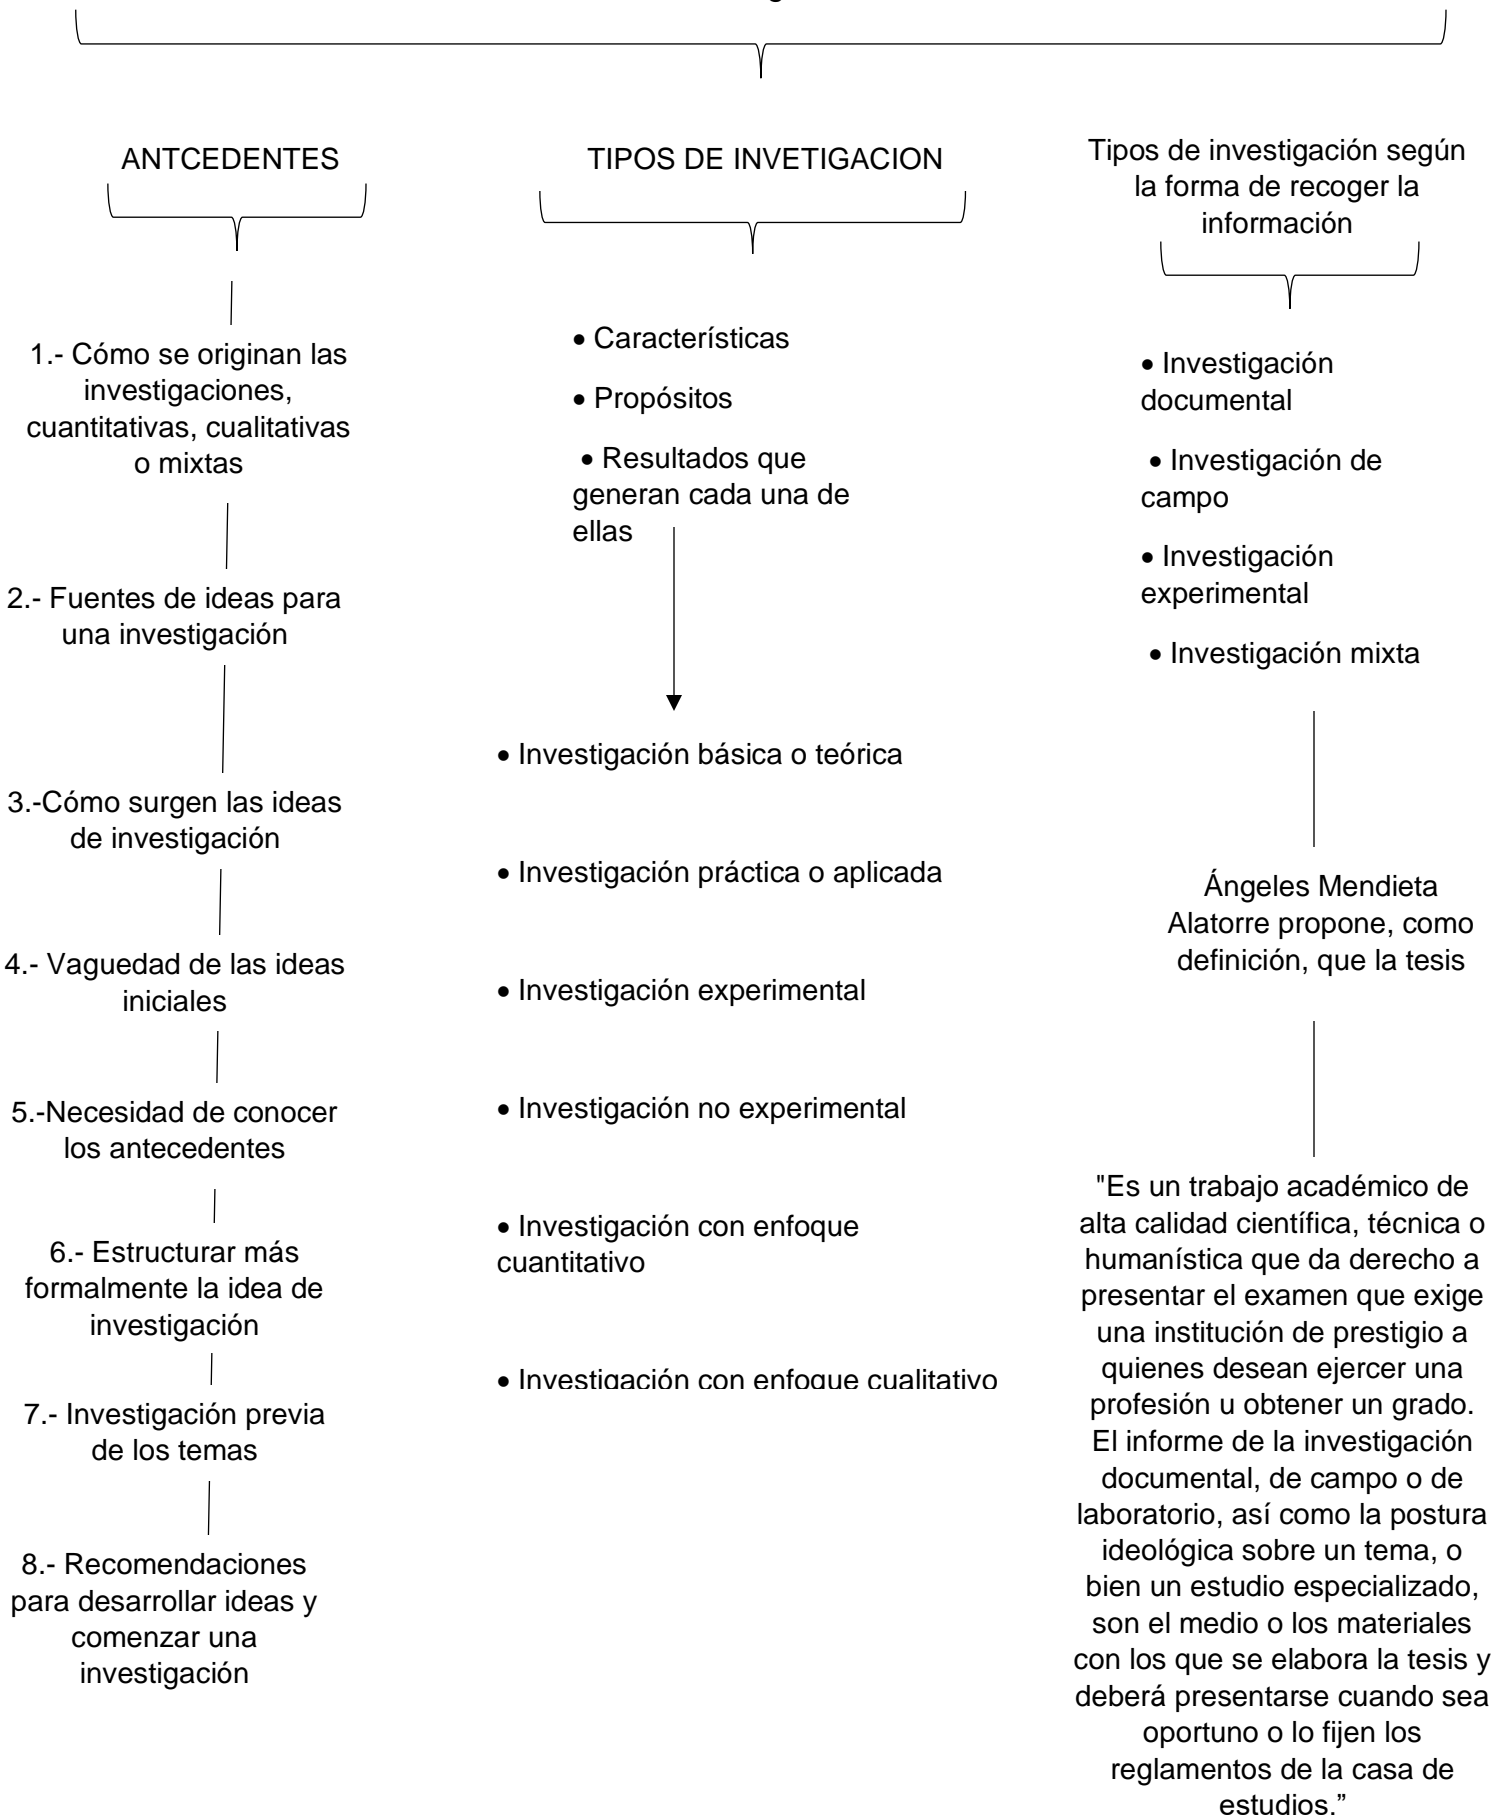 ANTCEDENTES
1.- Cómo se originan las
investigaciones,
cuantitativas, cualitativas
o mixtas
2.- Fuentes de ideas para
una investigación
3.-Cómo surgen las ideas
de investigación
4.- Vaguedad de las ideas
iniciales
5.-Necesidad de conocer
los antecedentes
6.- Estructurar más
formalmente la idea de
investigación
7.- Investigación previa
de los temas
8.- Recomendaciones
para desarrollar ideas y
comenzar una
investigación
TIPOS DE INVETIGACION
• Características
• Propósitos
• Resultados que
generan cada una de
ellas
• Investigación básica o teórica
• Investigación práctica o aplicada
• Investigación experimental
• Investigación no experimental
• Investigación con enfoque
cuantitativo
• Investigación con enfoque cualitativo
Tipos de investigación según
la forma de recoger la
información
• Investigación
documental
• Investigación de
campo
• Investigación
experimental
• Investigación mixta
Ángeles Mendieta
Alatorre propone, como
definición, que la tesis
"Es un trabajo académico de
alta calidad científica, técnica o
humanística que da derecho a
presentar el examen que exige
una institución de prestigio a
quienes desean ejercer una
profesión u obtener un grado.
El informe de la investigación
documental, de campo o de
laboratorio, así como la postura
ideológica sobre un tema, o
bien un estudio especializado,
son el medio o los materiales
con los que se elabora la tesis y
deberá presentarse cuando sea
oportuno o lo fijen los
reglamentos de la casa de
estudios.”